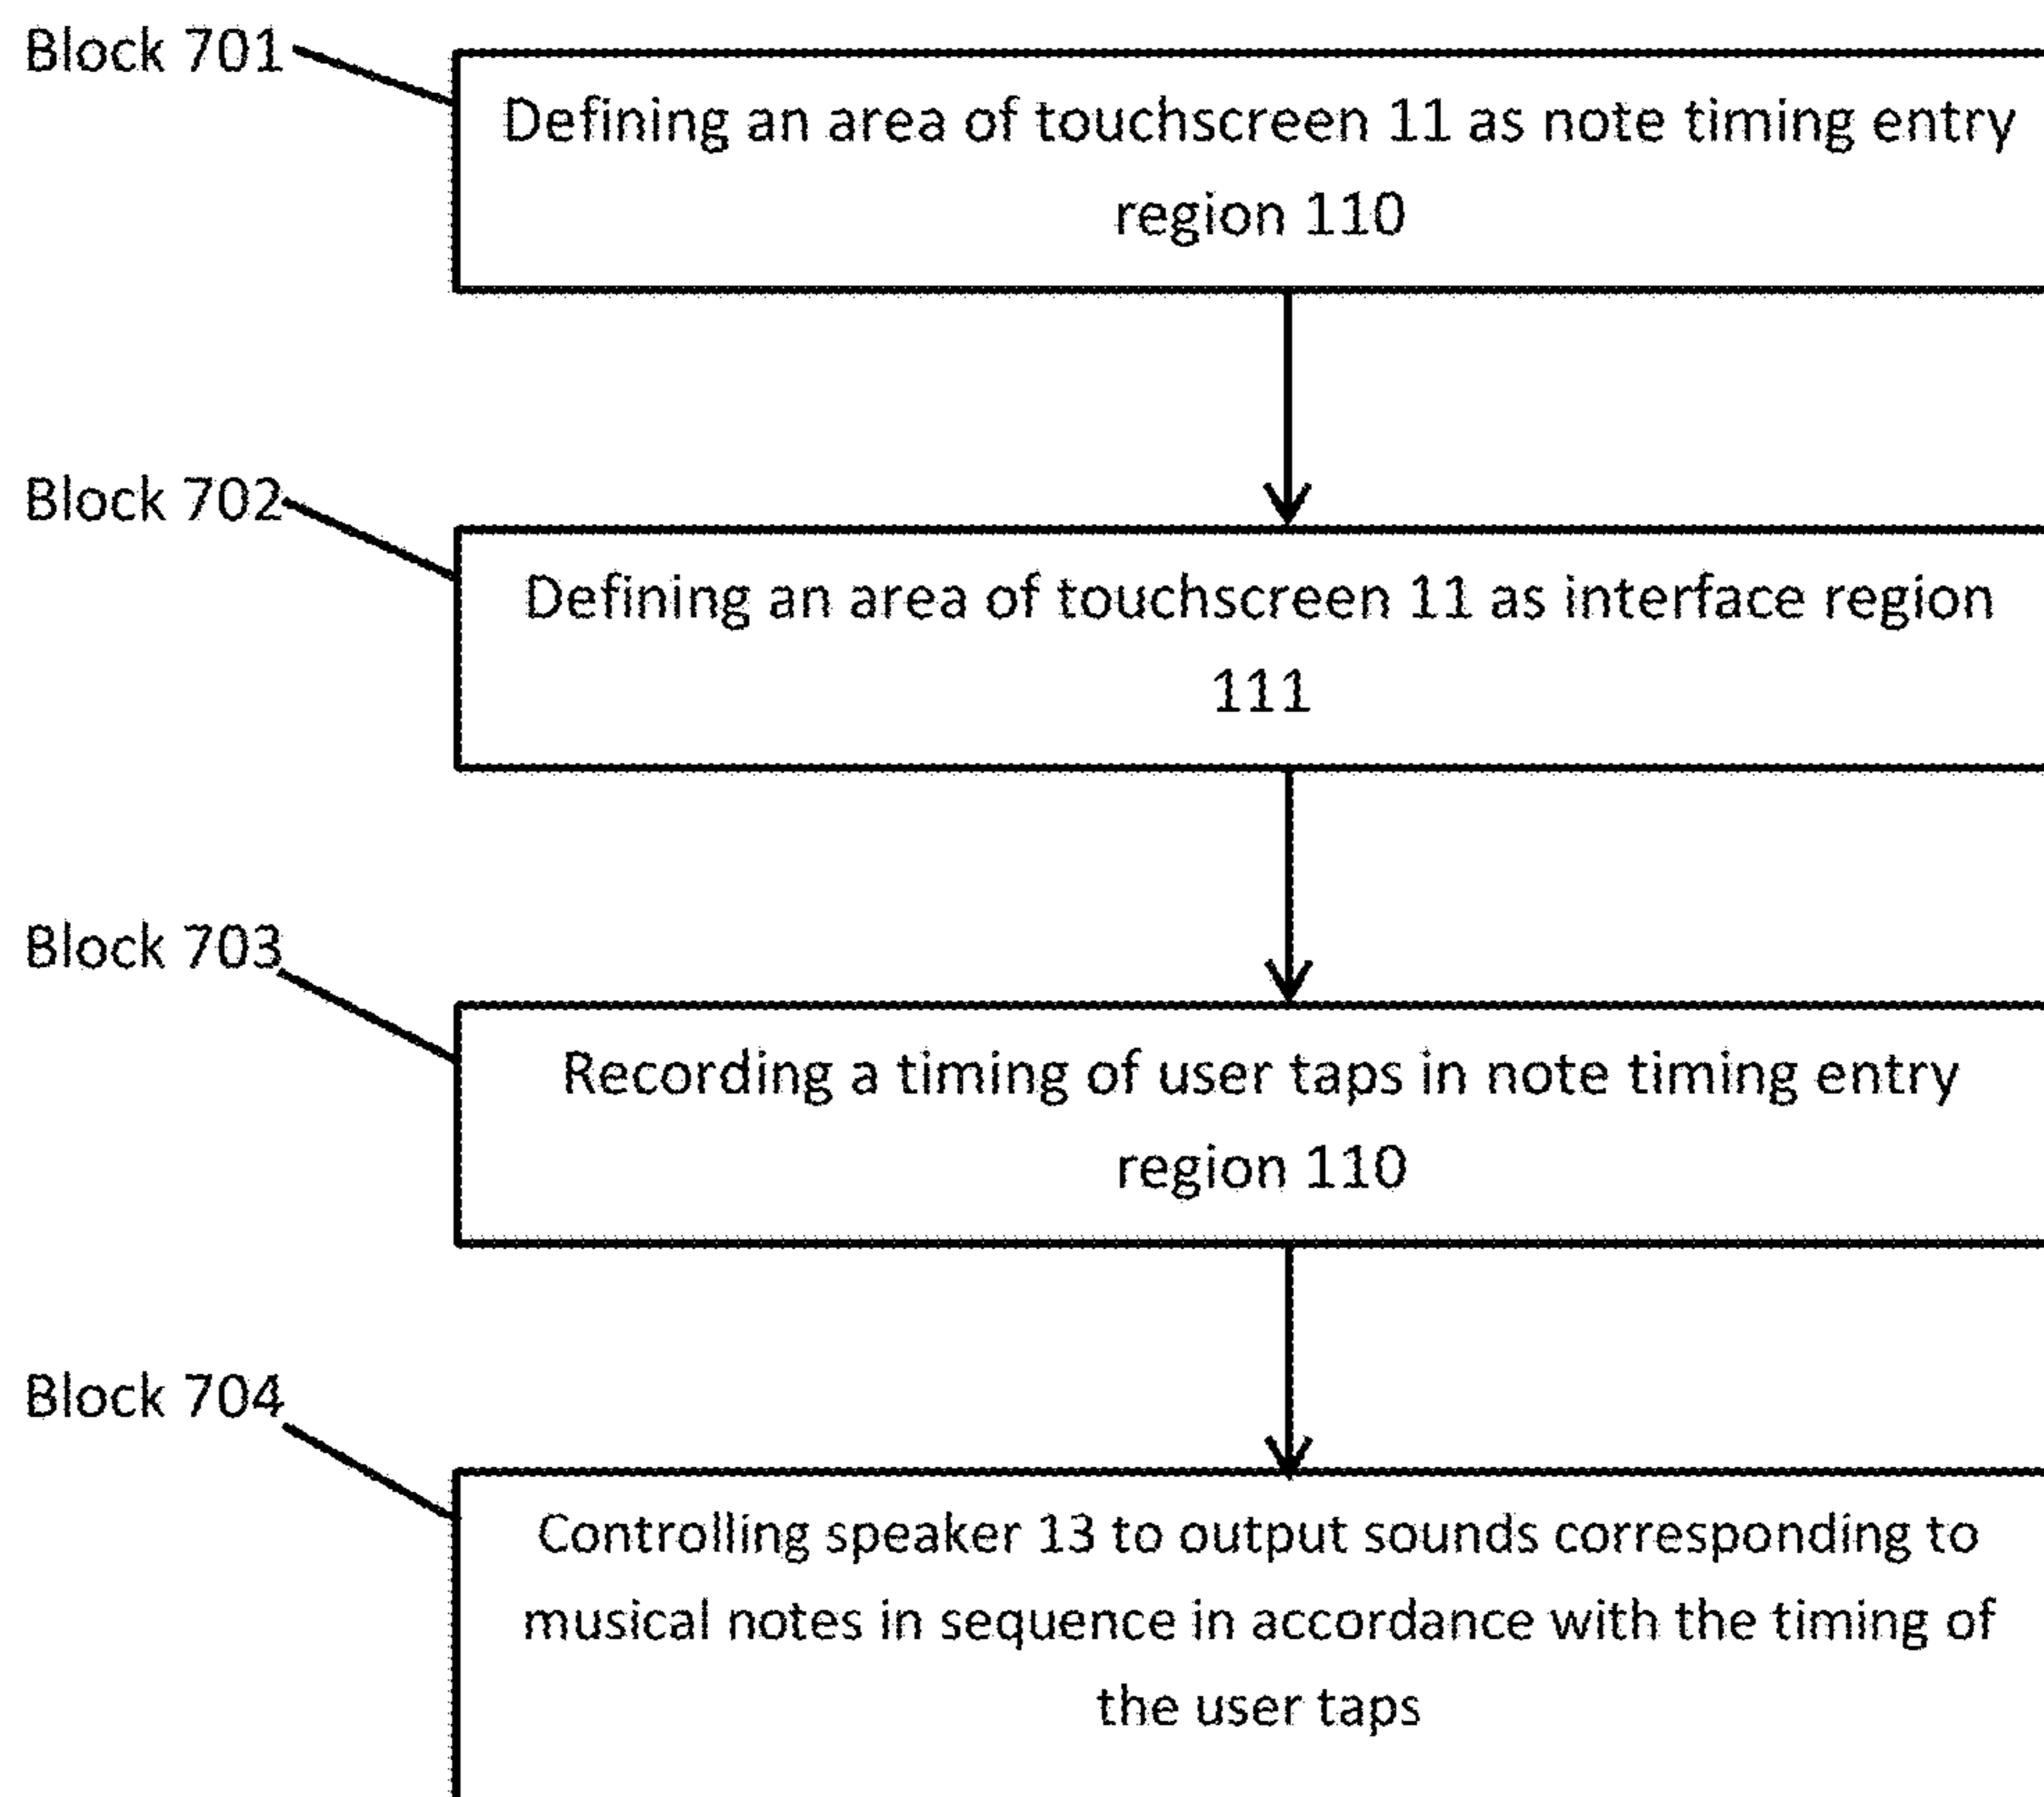 Block 701
Defining an area of touchscreen 11 as note timing entry
region 110
Block 702
Defining an area of touchscreen 11 as interface region
111
Block 703
Recording a timing of user taps in note timing entry
region 110
Block 704
Controlling speaker 13 to output sounds corresponding to
musical notes in sequence in accordance with the timing of
the user taps